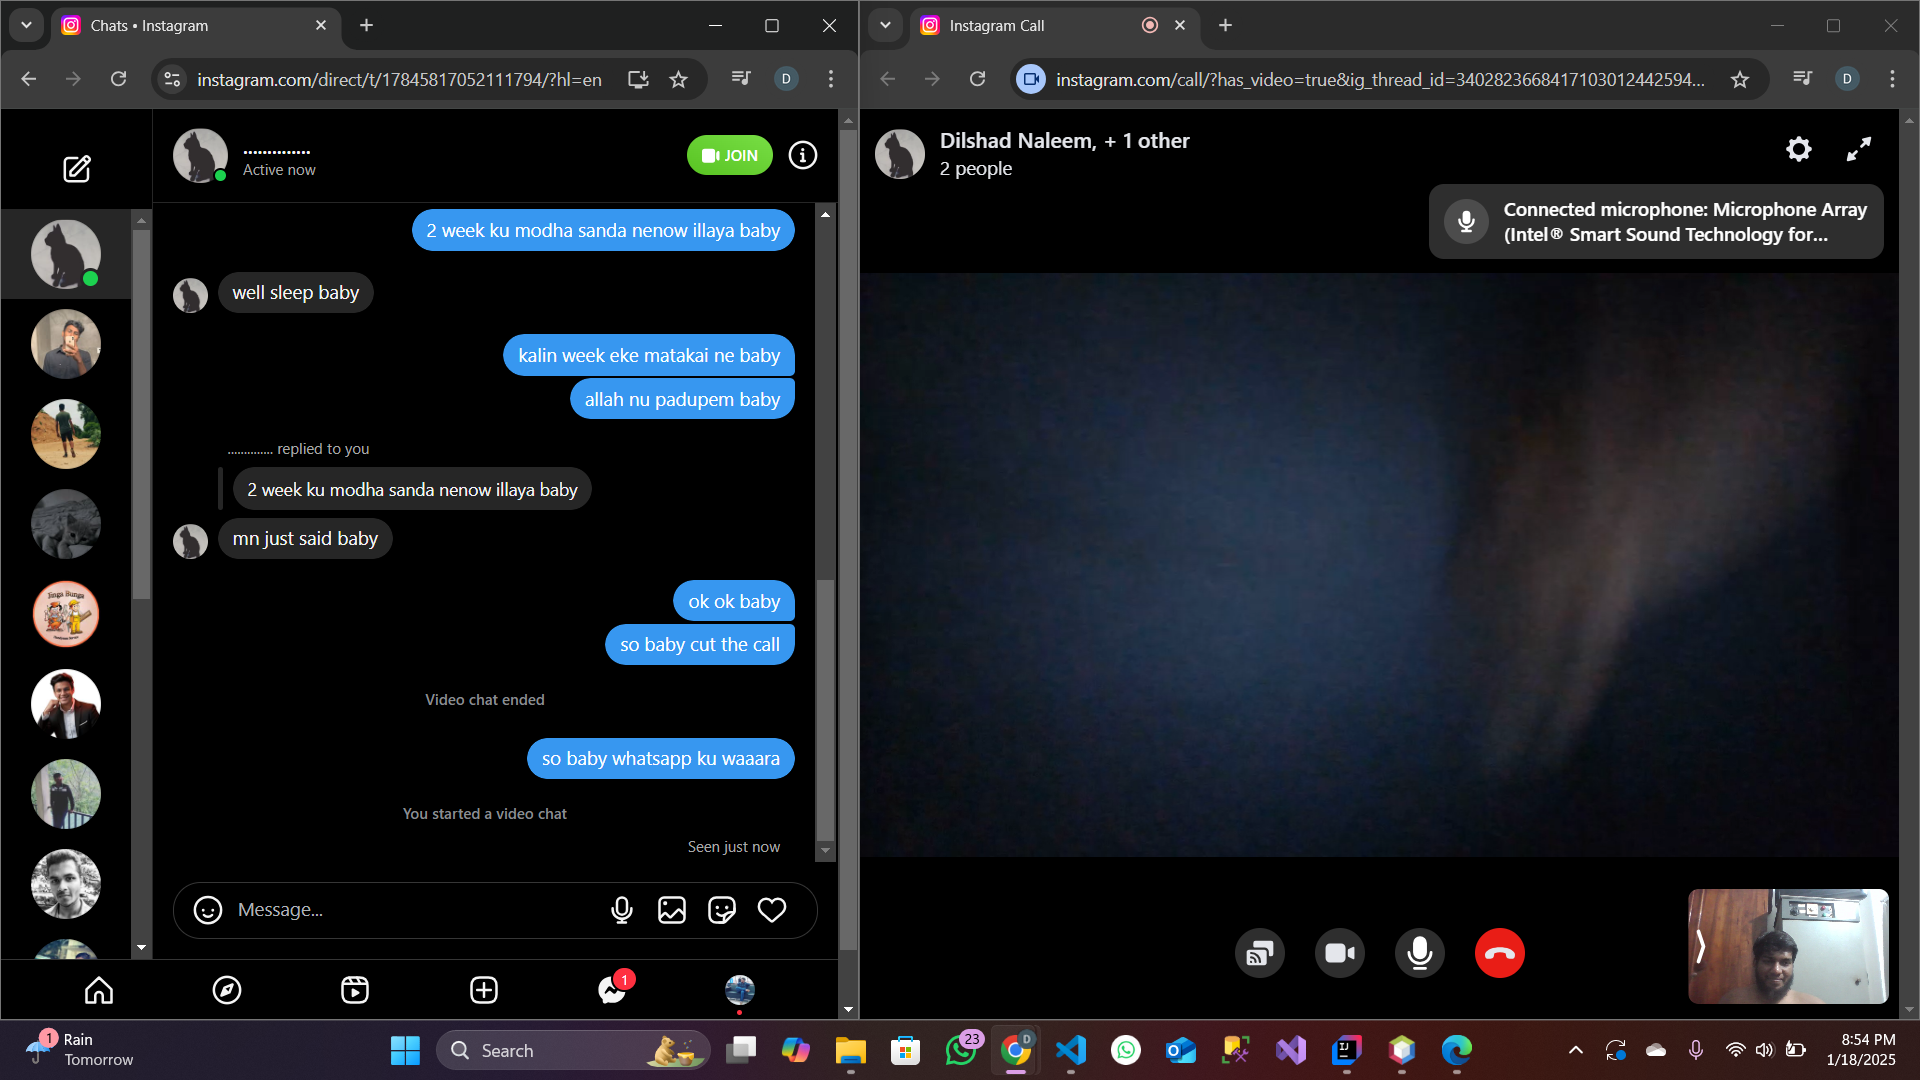 Chats • Instagram
instagram.com/direct/t/17845817052111794/?hl=en
D
..............
Active now
JOIN
2 week ku modha sanda nenow illaya baby
well sleep baby
kalin week eke matakai ne baby
allah nu padupem baby
.............. replied to you
2 week ku modha sanda nenow illaya baby
mn just said baby
ok ok baby
so baby cut the call
Video chat ended
so baby whatsapp ku waaara
You started a video chat
Seen just now
Message...
Jinga Bunga
1
Instagram Call
instagram.com/call/?has_video=true&ig_thread_id=3402823668417103012442594...
D
Dilshad Naleem, + 1 other
2 people
Connected microphone: Microphone Array
(Intel® Smart Sound Technology for...
1
Rain
Tomorrow
Search
23
D
IJ
8:54 PM
1/18/2025